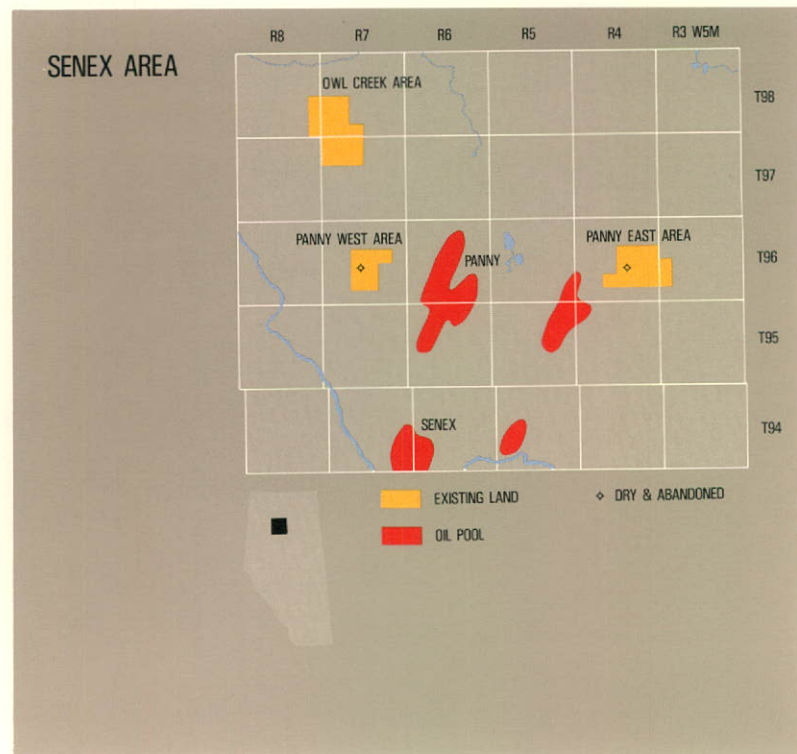 SENEX AREA
R8 R7 R6 R5 R4 R3 W5M
OWL CREEK AREA
T98
T97
PANNY WEST AREA
PANNY EAST AREA
PANNY
T96
T95
SENEX
T94
EXISTING LAND
DRY & ABANDONED
OIL POOL